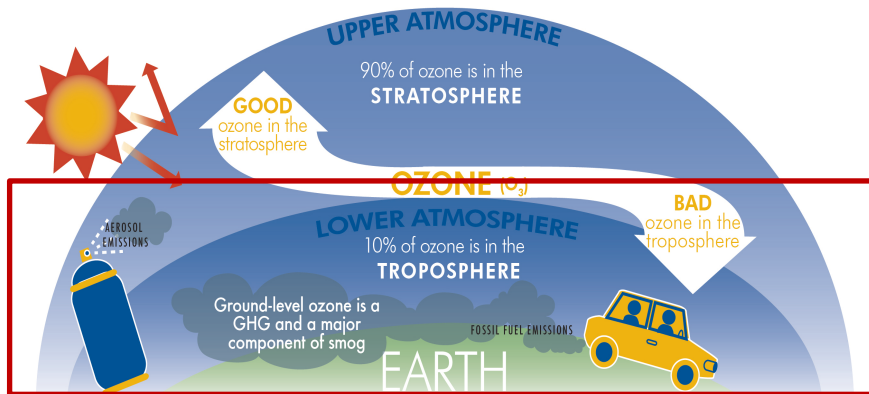 UPPER ATMOSPHERE
90% of ozone is in the
STRATOSPHERE
GOOD
ozone in the
stratosphere
OZONE (O₃)
BAD
ozone in the
troposphere
LOWER ATMOSPHERE
10% of ozone is in the
TROPOSPHERE
AEROSOL
EMISSIONS
Ground-level ozone is a
GHG and a major
component of smog
FOSSIL FUEL EMISSIONS
EARTH